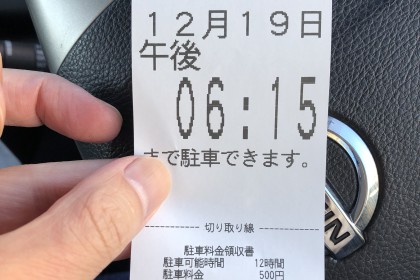 12月19日
午後
06:15
まで駐車できます。
切り取り線
駐車料金領収書
駐車可能時間 12時間
駐車料金 500円